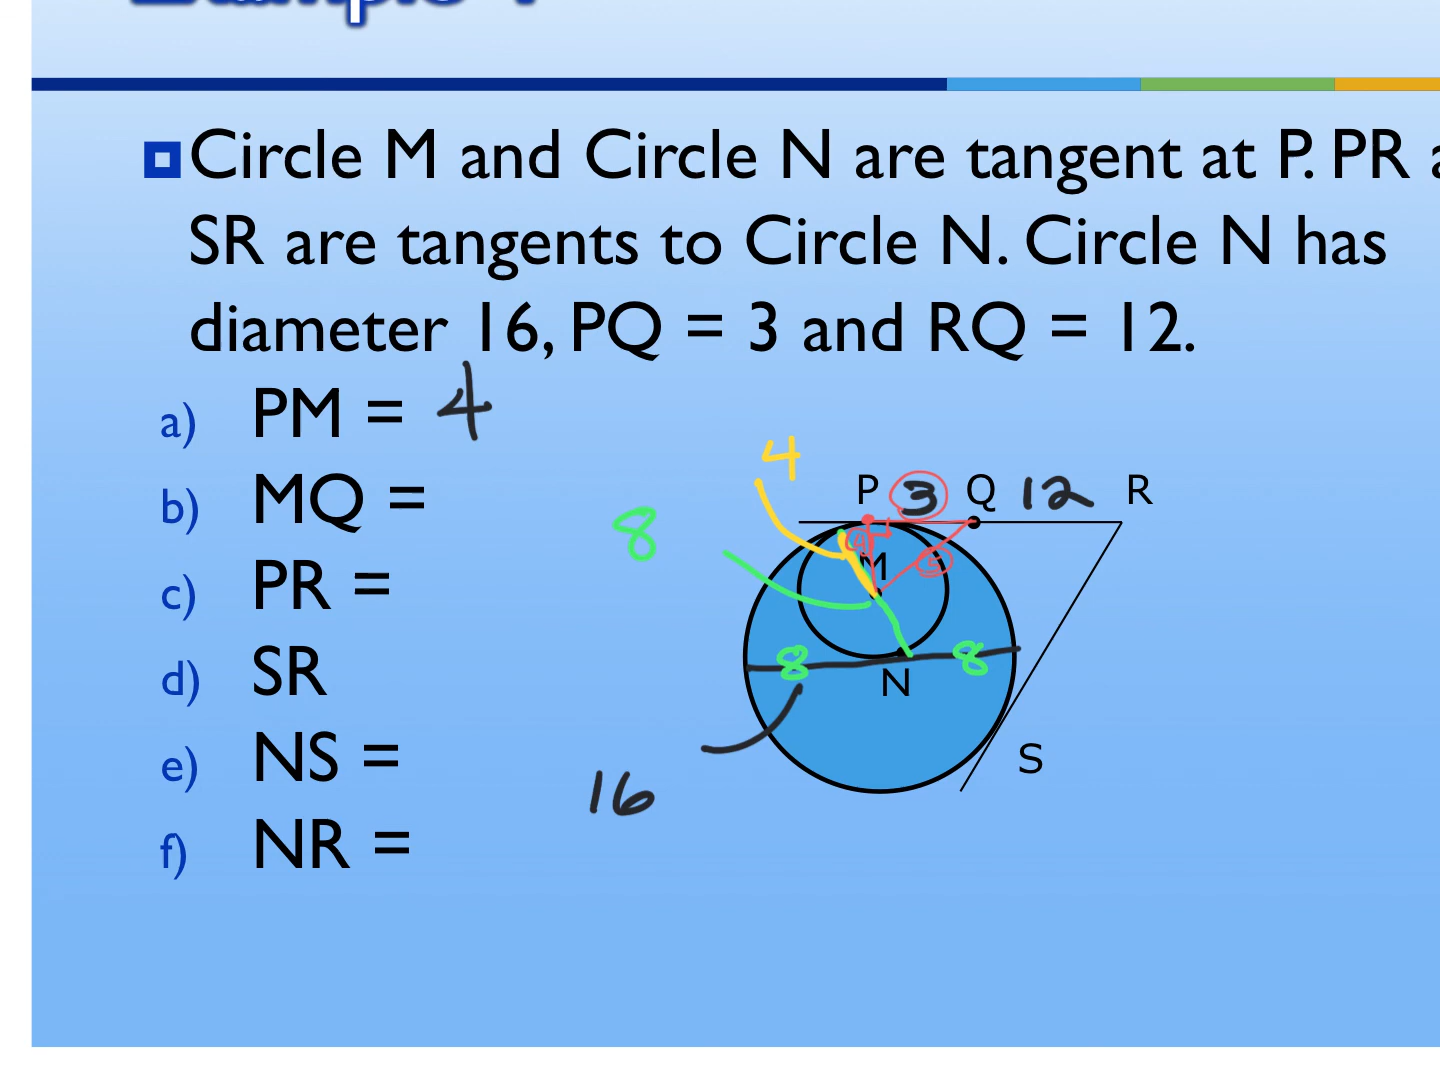 Circle M and Circle N are tangent at P. PR a
SR are tangents to Circle N. Circle N has
diameter 16, PQ = 3 and RQ = 12.
a) PM = 4
b) MQ =
c) PR =
d) SR
e) NS =
f) NR =
4
P 3 Q 12 R
8
4 M 5
8 8
N
S
16